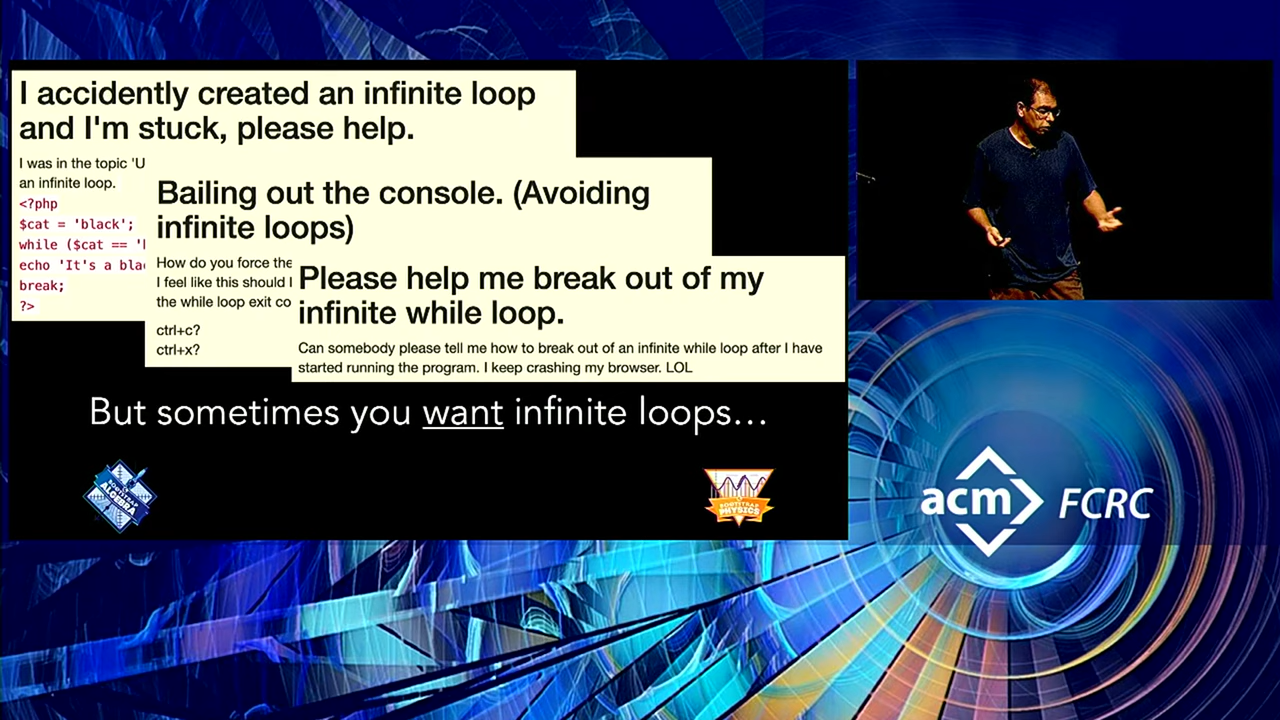 I accidently created an infinite loop
and I'm stuck, please help.
I was in the topic 'U
an infinite loop.
<?php
$cat = 'black';
while ($cat == 'b
echo 'It's a bla
break;
?>
Bailing out the console. (Avoiding
infinite loops)
How do you force the
I feel like this should
the while loop exit co
ctrl+c?
ctrl+x?
Please help me break out of my
infinite while loop.
Can somebody please tell me how to break out of an infinite while loop after I have
started running the program. I keep crashing my browser. LOL
But sometimes you want infinite loops...
BOOTSTRAP
ALGEBRA
BOOTSTRAP
PHYSICS
acm FCRC